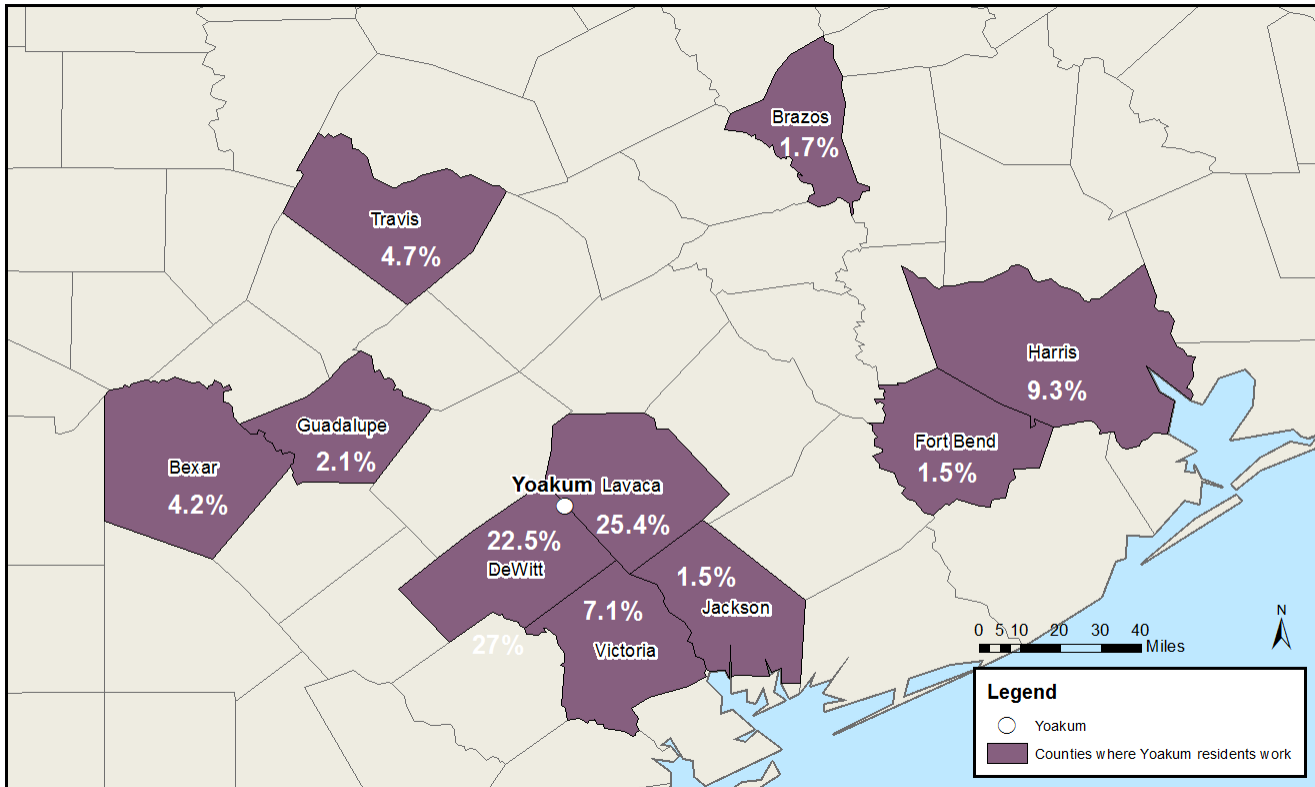 Brazos
1.7%
Travis
4.7%
Harris
9.3%
Guadalupe
2.1%
Fort Bend
1.5%
Bexar
4.2%
Yoakum
Lavaca
25.4%
22.5%
DeWitt
1.5%
Jackson
7.1%
Victoria
27%
N
0 5 10 20 30 40
Miles
Legend
Yoakum
Counties where Yoakum residents work